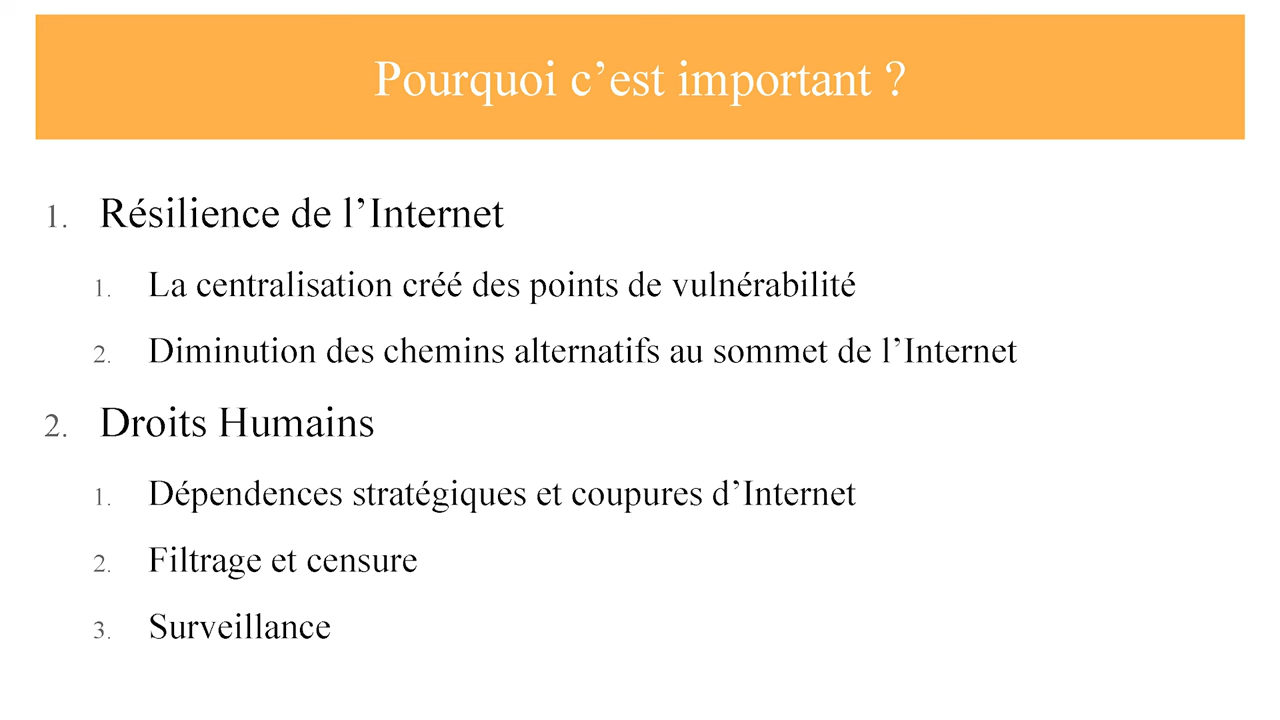 Pourquoi c’est important ?
1. Résilience de l’Internet
1. La centralisation créé des points de vulnérabilité
2. Diminution des chemins alternatifs au sommet de l’Internet
2. Droits Humains
1. Dépendences stratégiques et coupures d’Internet
2. Filtrage et censure
3. Surveillance